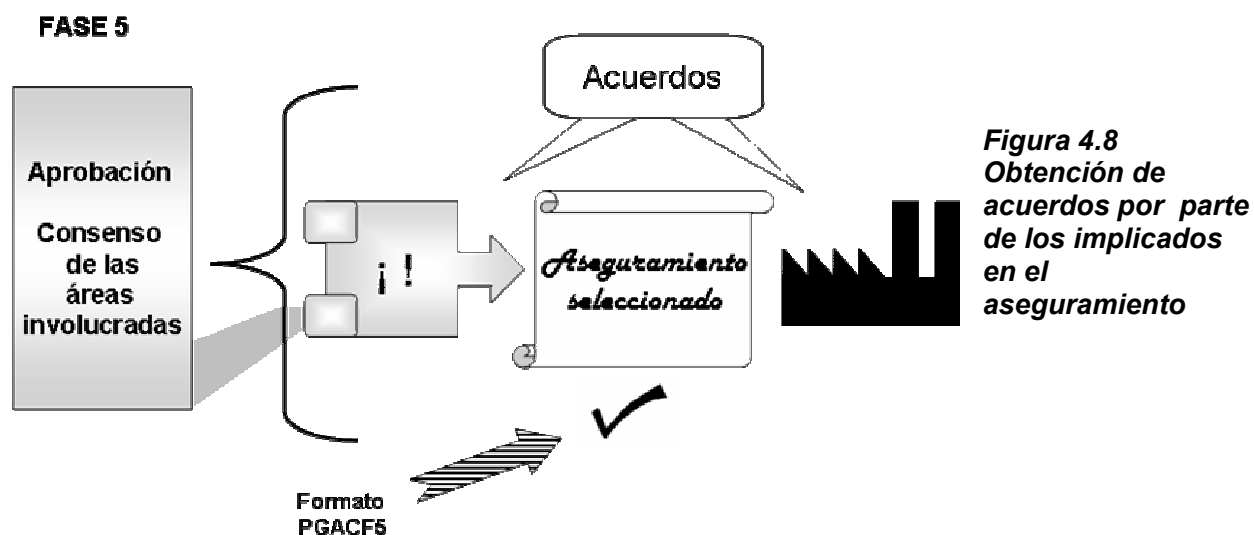 FASE 5
Aprobación
Consenso
de las
áreas
involucradas
¡ !
Acuerdos
Aseguramiento
seleccionado
Formato
PGACF5
Figura 4.8
Obtención de
acuerdos por parte
de los implicados
en el
aseguramiento